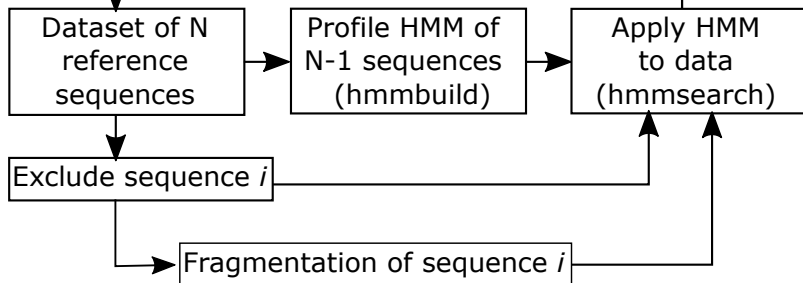 Dataset of N
reference
sequences
Profile HMM of
N-1 sequences
(hmmbuild)
Apply HMM
to data
(hmmsearch)
Exclude sequence i
Fragmentation of sequence i